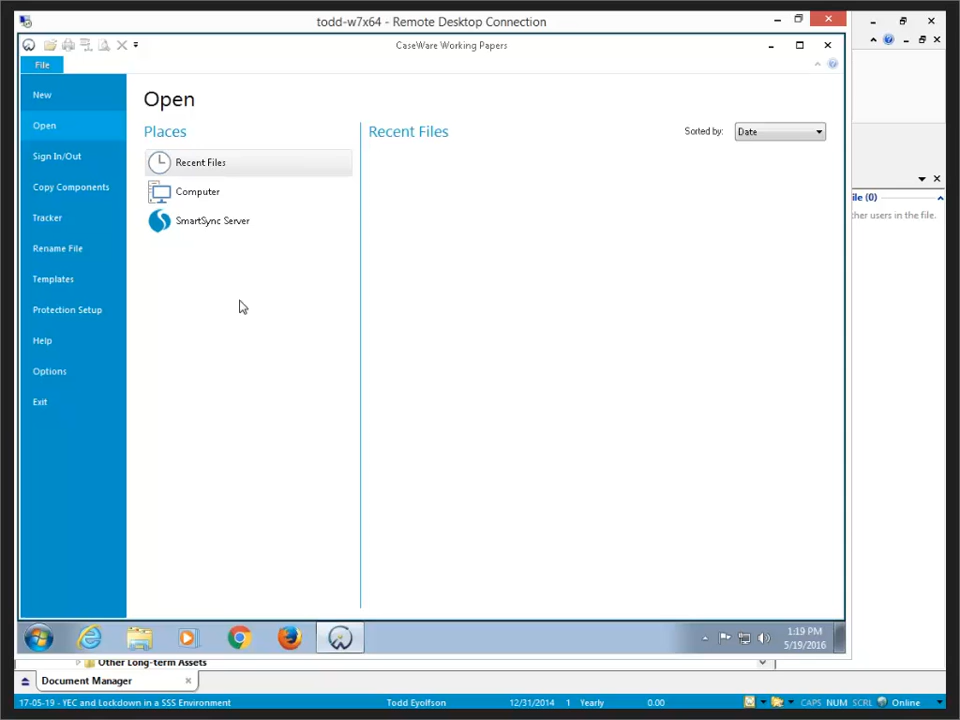 todd-w7x64 - Remote Desktop Connection
CaseWare Working Papers
File
New
Open
Sign In/Out
Copy Components
Tracker
Rename File
Templates
Protection Setup
Help
Options
Exit
Open
Places
Recent Files
Computer
SmartSync Server
Recent Files
Sorted by:
Date
ile (0)
her users in the file.
1:19 PM
5/19/2016
Other Long-term Assets
Document Manager
17-05-19 - YEC and Lockdown in a SSS Environment
Todd Eyolfson
12/31/2014
1
Yearly
0.00
CAPS NUM SCRL
Online